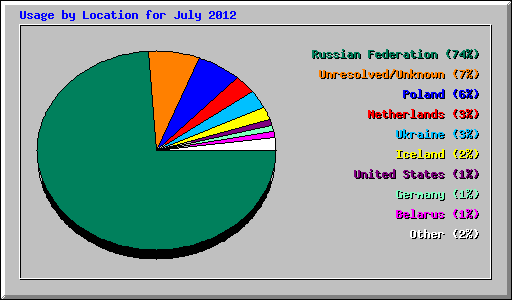 Usage by Location for July 2012
Russian Federation (74%)
Unresolved/Unknown (7%)
Poland (6%)
Netherlands (3%)
Ukraine (3%)
Iceland (2%)
United States (1%)
Germany (1%)
Belarus (1%)
Other (2%)